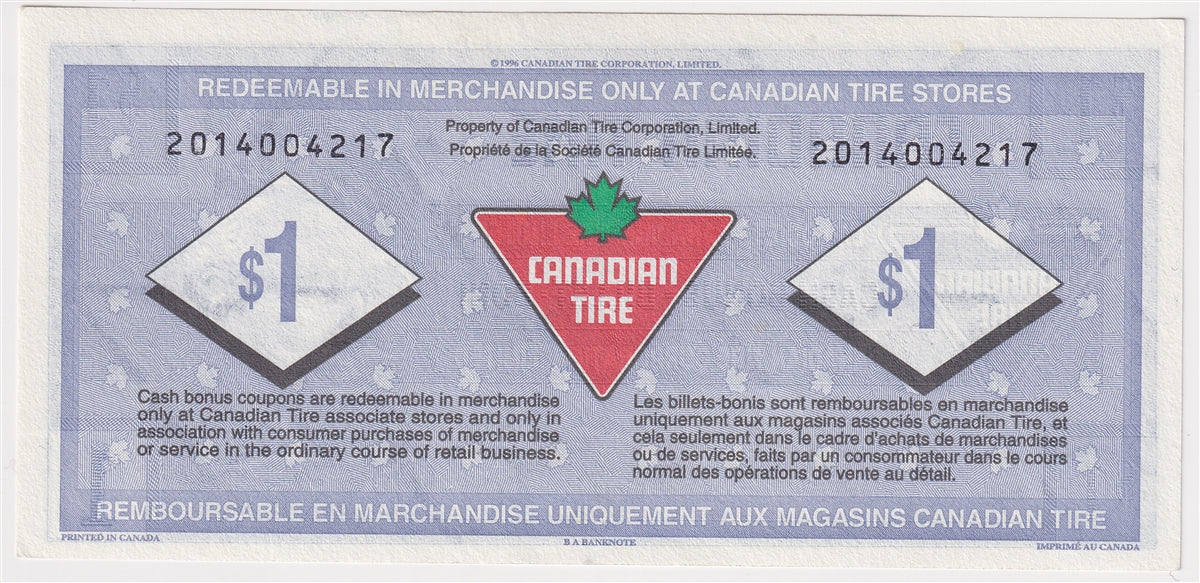 ©1996 CANADIAN TIRE CORPORATION, LIMITED.
REDEEMABLE IN MERCHANDISE ONLY AT CANADIAN TIRE STORES
Property of Canadian Tire Corporation, Limited.
Propriété de la Société Canadian Tire Limitée.
2014004217
2014004217
$1
CANADIAN
TIRE
$1
Cash bonus coupons are redeemable in merchandise
only at Canadian Tire associate stores and only in
association with consumer purchases of merchandise
or service in the ordinary course of retail business.
Les billets-bonis sont remboursables en marchandise
uniquement aux magasins associés Canadian Tire, et
cela seulement dans le cadre d'achats de marchandises
ou de services, faits par un consommateur dans le cours
normal des opérations de vente au détail.
REMBOURSABLE EN MARCHANDISE UNIQUEMENT AUX MAGASINS CANADIAN TIRE
PRINTED IN CANADA
B A BANKNOTE
IMPRIMÉ AU CANADA